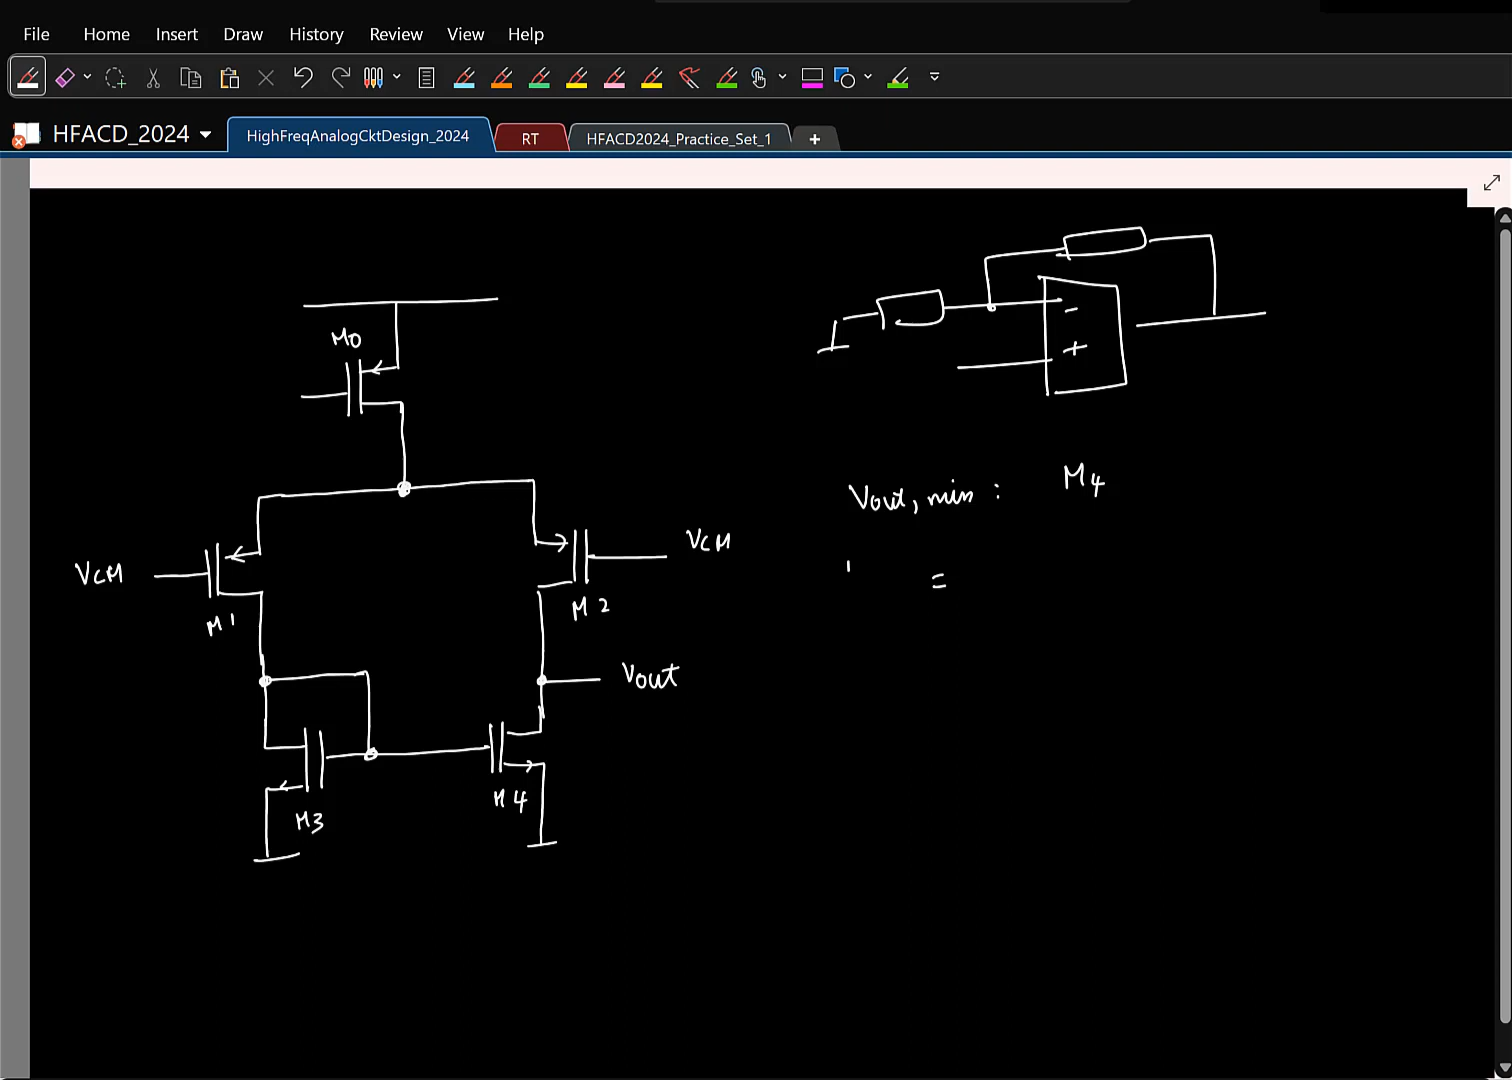 File Home Insert Draw History Review View Help
HFACD_2024 HighFreqAnalogCktDesign_2024 RT HFACD2024_Practice_Set_1 +
M0
-
+
Vout, min : M4
=
VCM
VCM
M1
M2
Vout
M3
M4